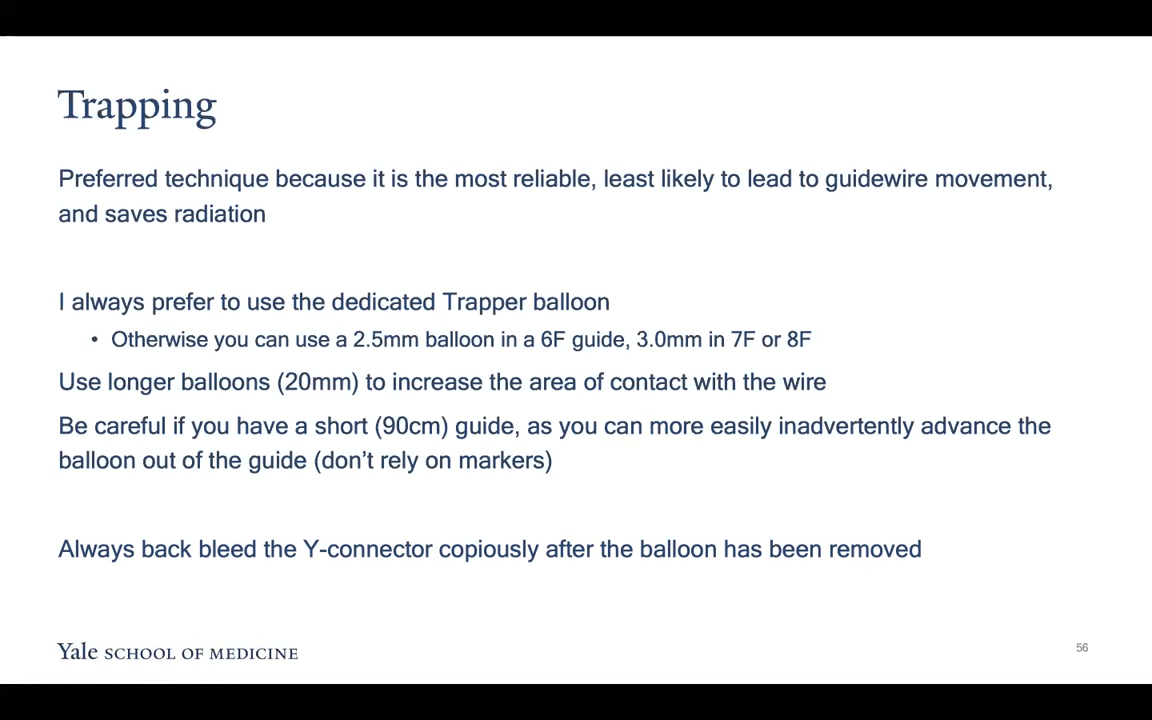 Trapping
Preferred technique because it is the most reliable, least likely to lead to guidewire movement,
and saves radiation
I always prefer to use the dedicated Trapper balloon
• Otherwise you can use a 2.5mm balloon in a 6F guide, 3.0mm in 7F or 8F
Use longer balloons (20mm) to increase the area of contact with the wire
Be careful if you have a short (90cm) guide, as you can more easily inadvertently advance the
balloon out of the guide (don’t rely on markers)
Always back bleed the Y-connector copiously after the balloon has been removed
Yale SCHOOL OF MEDICINE
56